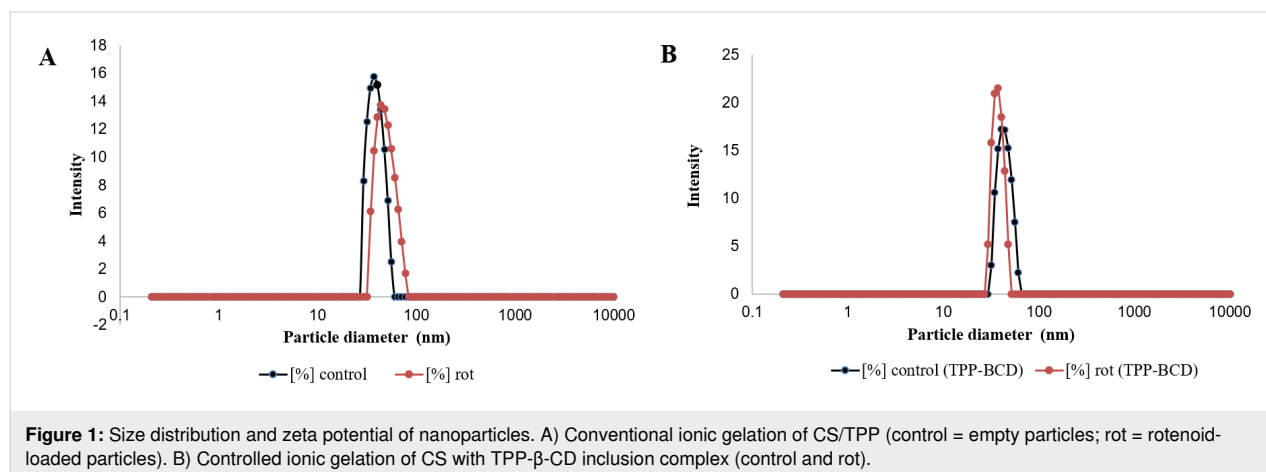 A
18
16
14
12
10
8
6
4
2
0
-2
Intensity
0.1 1 10 100 1000 10000
Particle diameter (nm)
[%] control [%] rot
B
25
20
15
10
5
0
Intensity
0.1 1 10 100 1000 10000
Particle diameter (nm)
[%] control (TPP-BCD) [%] rot (TPP-BCD)
Figure 1: Size distribution and zeta potential of nanoparticles. A) Conventional ionic gelation of CS/TPP (control = empty particles; rot = rotenoid-
loaded particles). B) Controlled ionic gelation of CS with TPP-β-CD inclusion complex (control and rot).